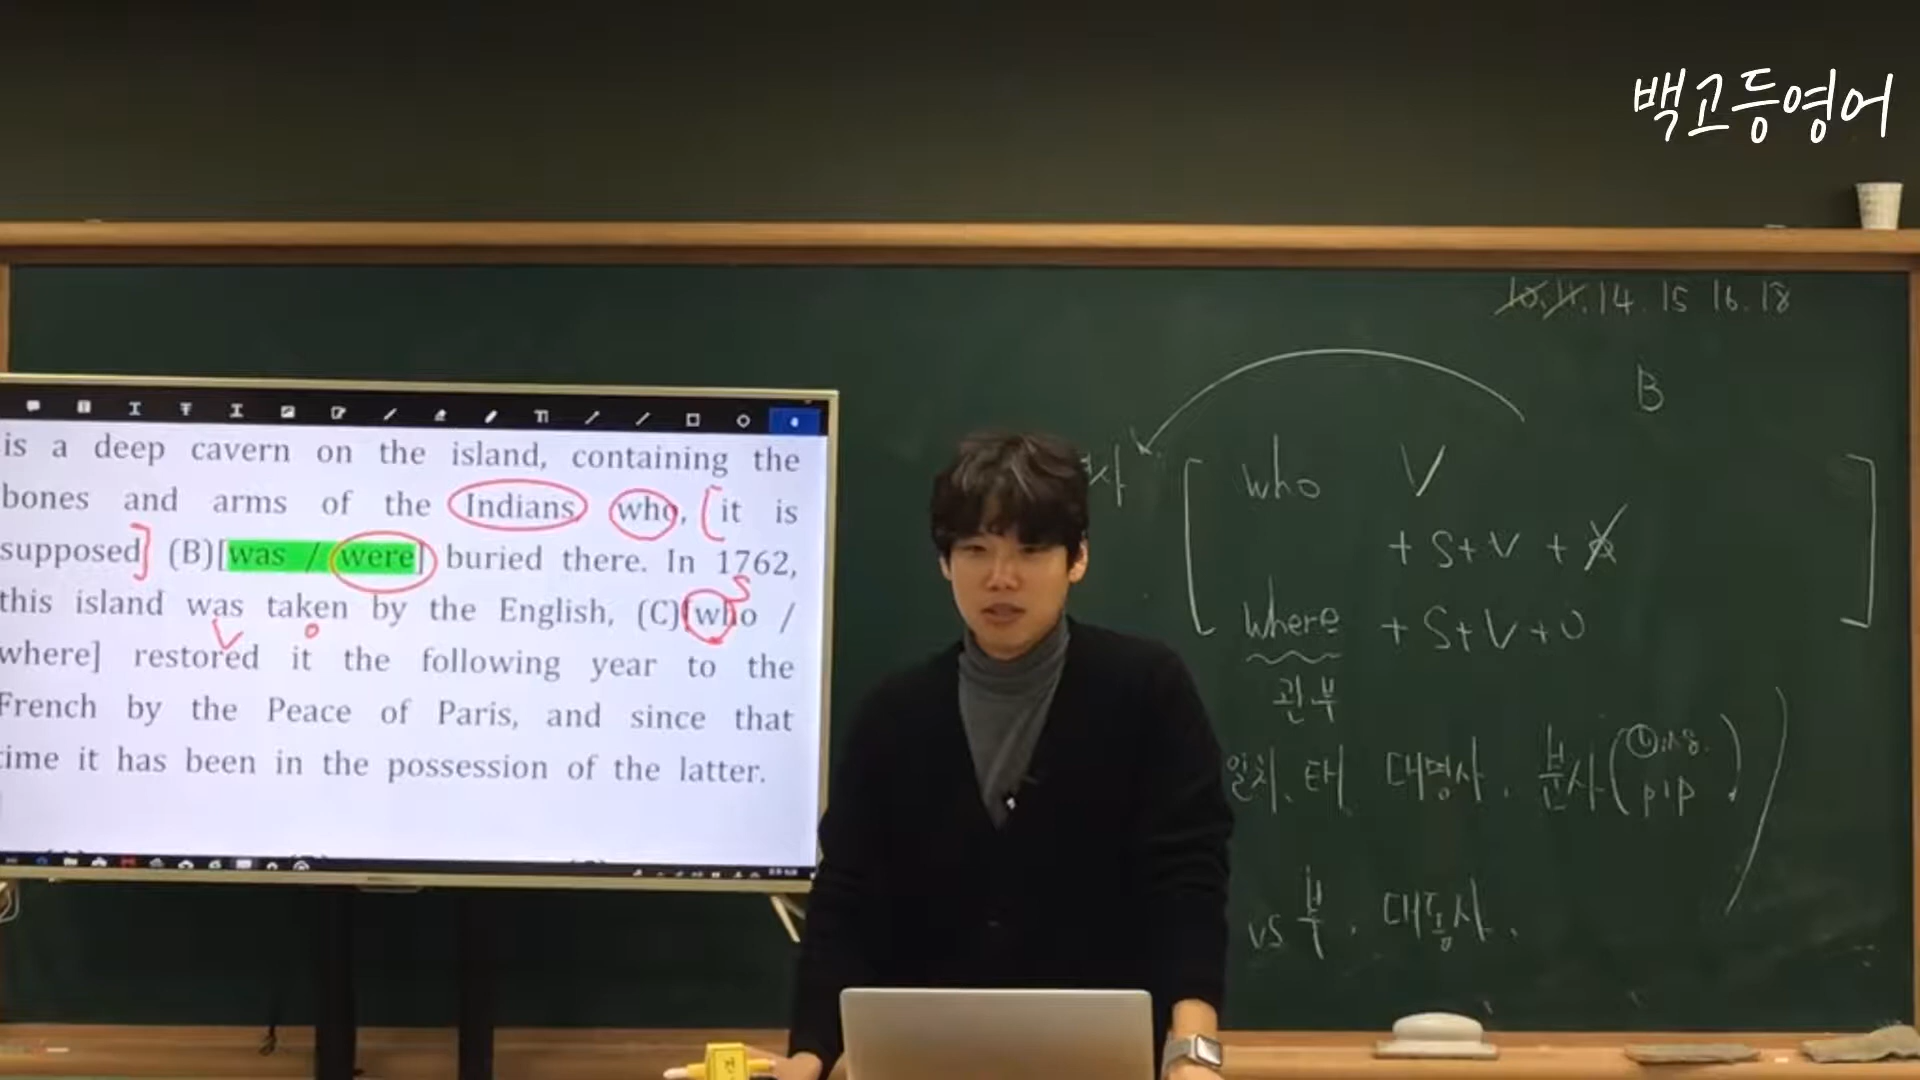 백고등영어
10. 11. 14. 15 16. 18
B
is a deep cavern on the island, containing the
bones and arms of the Indians who, [it is
supposed] (B)[was / were] buried there. In 1762,
this island was taken by the English, (C)[who /
where] restored it the following year to the
French by the Peace of Paris, and since that
time it has been in the possession of the latter.
S
V
O
사 [ who V ]
+ S+V + O
where + S+V+O
관부
일치, 태, 대명사, 분사(
p.p
vs 부, 대동사,